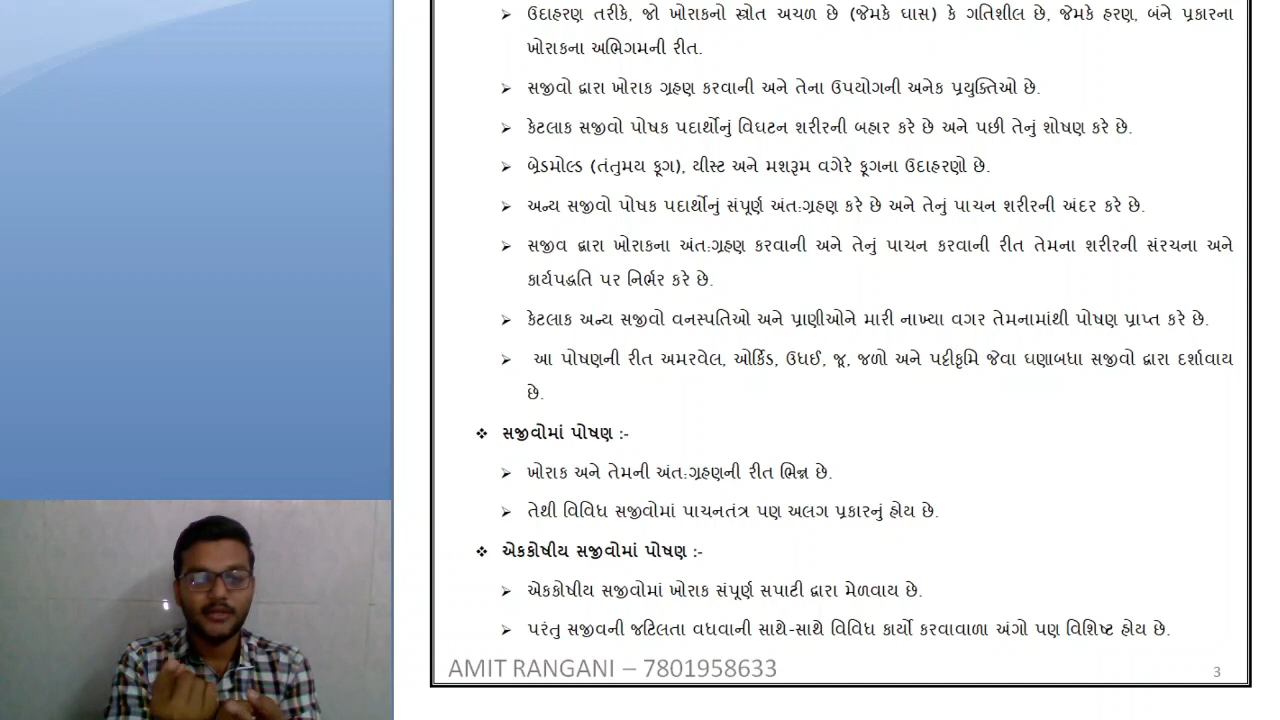 ➢ ઉદાહરણ તરીકે, જો ખોરાકનો સ્ત્રોત અચળ છે (જેમકે ઘાસ) કે ગતિશીલ છે, જેમકે હરણ, બંને પ્રકારના
ખોરાકના અભિગમની રીત.
➢ સજીવો દ્વારા ખોરાક ગ્રહણ કરવાની અને તેના ઉપયોગની અનેક પ્રયુક્તિઓ છે.
➢ કેટલાક સજીવો પોષક પદાર્થોનું વિઘટન શરીરની બહાર કરે છે અને પછી તેનું શોષણ કરે છે.
➢ બ્રેડમોલ્ડ (તંતુમય ફૂગ), યીસ્ટ અને મશરૂમ વગેરે ફૂગના ઉદાહરણો છે.
➢ અન્ય સજીવો પોષક પદાર્થોનું સંપૂર્ણ અંત:ગ્રહણ કરે છે અને તેનું પાચન શરીરની અંદર કરે છે.
➢ સજીવ દ્વારા ખોરાકના અંત:ગ્રહણ કરવાની અને તેનું પાચન કરવાની રીત તેમના શરીરની સંરચના અને
કાર્યપદ્ધતિ પર નિર્ભર કરે છે.
➢ કેટલાક અન્ય સજીવો વનસ્પતિઓ અને પ્રાણીઓને મારી નાખ્યા વગર તેમનામાંથી પોષણ પ્રાપ્ત કરે છે.
➢ આ પોષણની રીત અમરવેલ, ઓર્કિડ, ઉધઈ, જૂ, જળો અને પટ્ટીકૃમિ જેવા ઘણાબધા સજીવો દ્વારા દર્શાવાય
છે.
❖ સજીવોમાં પોષણ :-
➢ ખોરાક અને તેમની અંત:ગ્રહણની રીત ભિન્ન છે.
➢ તેથી વિવિધ સજીવોમાં પાચનતંત્ર પણ અલગ પ્રકારનું હોય છે.
❖ એકકોષીય સજીવોમાં પોષણ :-
➢ એકકોષીય સજીવોમાં ખોરાક સંપૂર્ણ સપાટી દ્વારા મેળવાય છે.
➢ પરંતુ સજીવની જટિલતા વધવાની સાથે-સાથે વિવિધ કાર્યો કરવાવાળા અંગો પણ વિશિષ્ટ હોય છે.
AMIT RANGANI – 7801958633
3